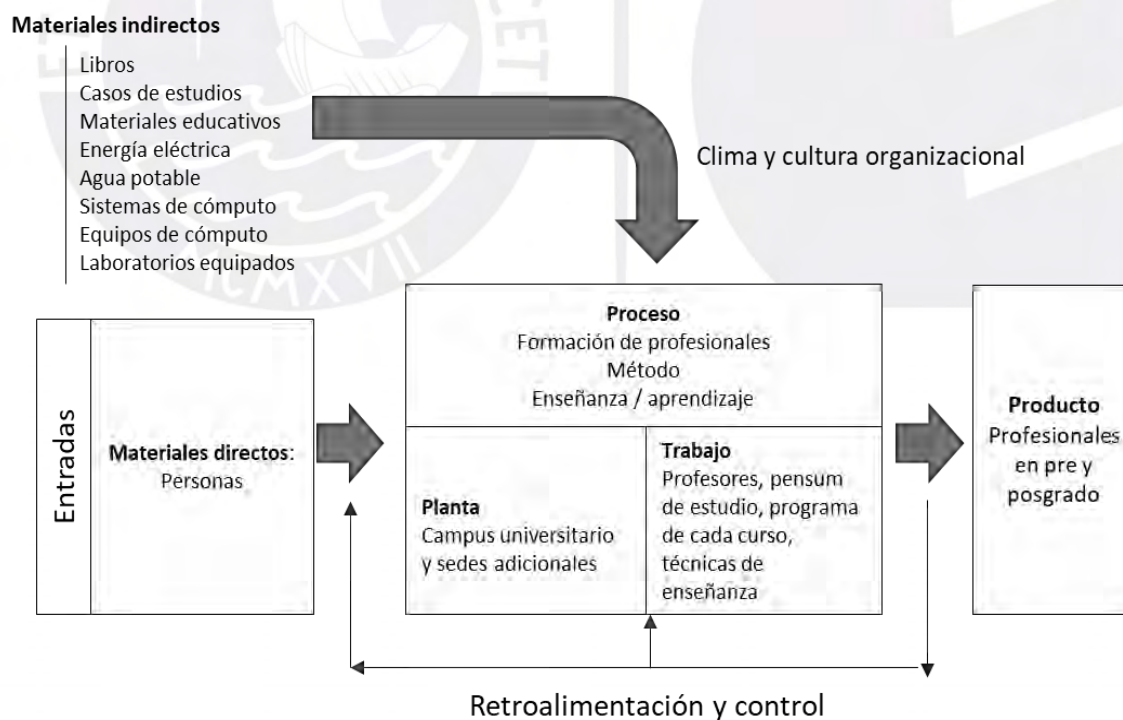 Materiales indirectos
Libros
Casos de estudios
Materiales educativos
Energía eléctrica
Agua potable
Sistemas de cómputo
Equipos de cómputo
Laboratorios equipados
Clima y cultura organizacional
Entradas
Materiales directos:
Personas
Proceso
Formación de profesionales
Método
Enseñanza / aprendizaje
Planta
Campus universitario
y sedes adicionales
Trabajo
Profesores, pensum
de estudio, programa
de cada curso,
técnicas de
enseñanza
Producto
Profesionales
en pre y
posgrado
Retroalimentación y control
MCMXVII